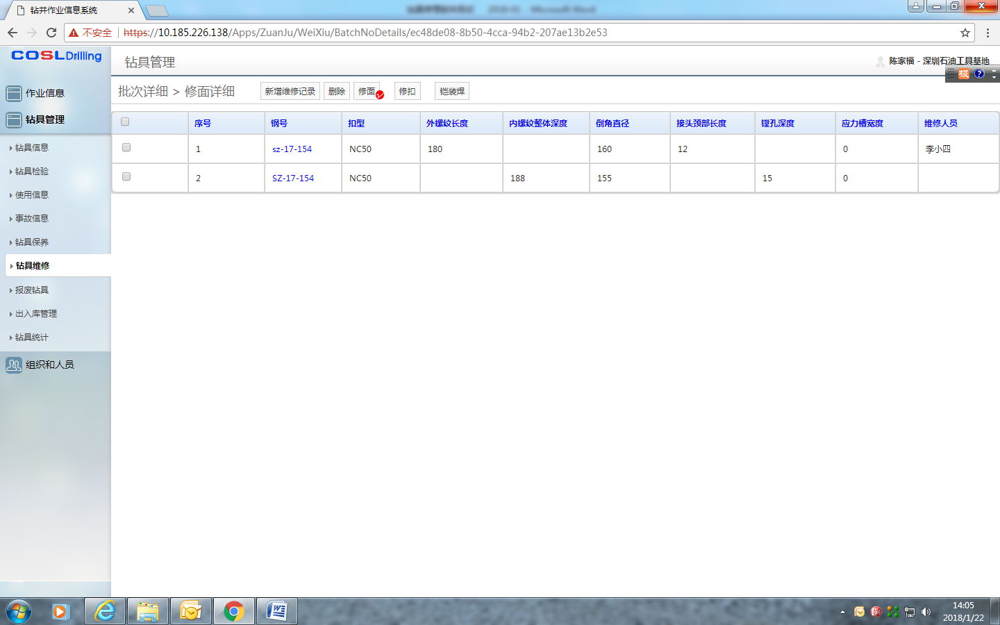 钻井作业信息系统
不安全 https://10.185.226.138/Apps/ZuanJu/WeiXiu/BatchNoDetails/ec48de08-8b50-4cca-94b2-207ae13b2e53
COSL Drilling
钻具管理
陈家福 - 深圳石油工具基地
极 ?
批次详细 > 修面详细 新增维修记录 删除 修面 修扣 铠装焊
作业信息
钻具管理
钻具信息
钻具检验
使用信息
事故信息
钻具保养
钻具维修
报废钻具
出入库管理
钻具统计
组织和人员
序号 钢号 扣型 外螺纹长度 内螺纹整体深度 倒角直径 接头颈部长度 镗孔深度 应力槽宽度 维修人员
1 sz-17-154 NC50 180 160 12 0 李小四
2 SZ-17-154 NC50 188 155 15 0
14:05
2018/1/22